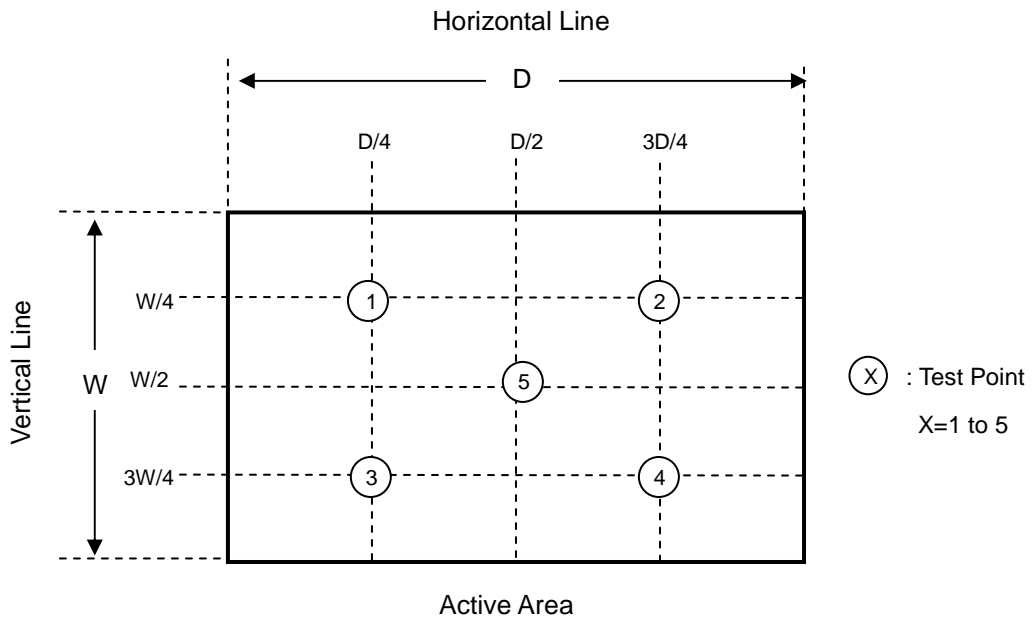 Horizontal Line
D
D/4 D/2 3D/4
W/4 1 2
Vertical Line
W
W/2 5
X : Test Point
X=1 to 5
3W/4 3 4
Active Area